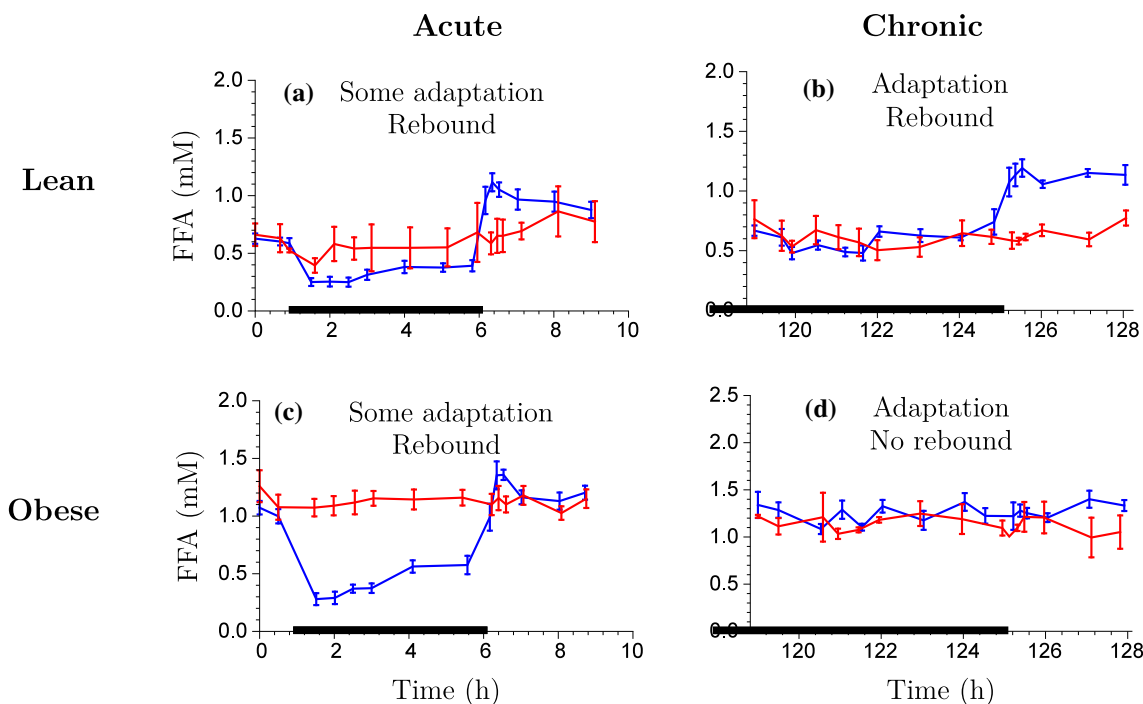 Acute
Chronic
Lean
Obese
(a)
Some adaptation
Rebound
FFA (mM)
2.0
1.5
1.0
0.5
0.0
0
2
4
6
8
10
(b)
Adaptation
Rebound
2.0
1.5
1.0
0.5
0.0
120
122
124
126
128
(c)
Some adaptation
Rebound
FFA (mM)
2.0
1.5
1.0
0.5
0.0
0
2
4
6
8
10
Time (h)
(d)
Adaptation
No rebound
2.5
2.0
1.5
1.0
0.5
0.0
120
122
124
126
128
Time (h)